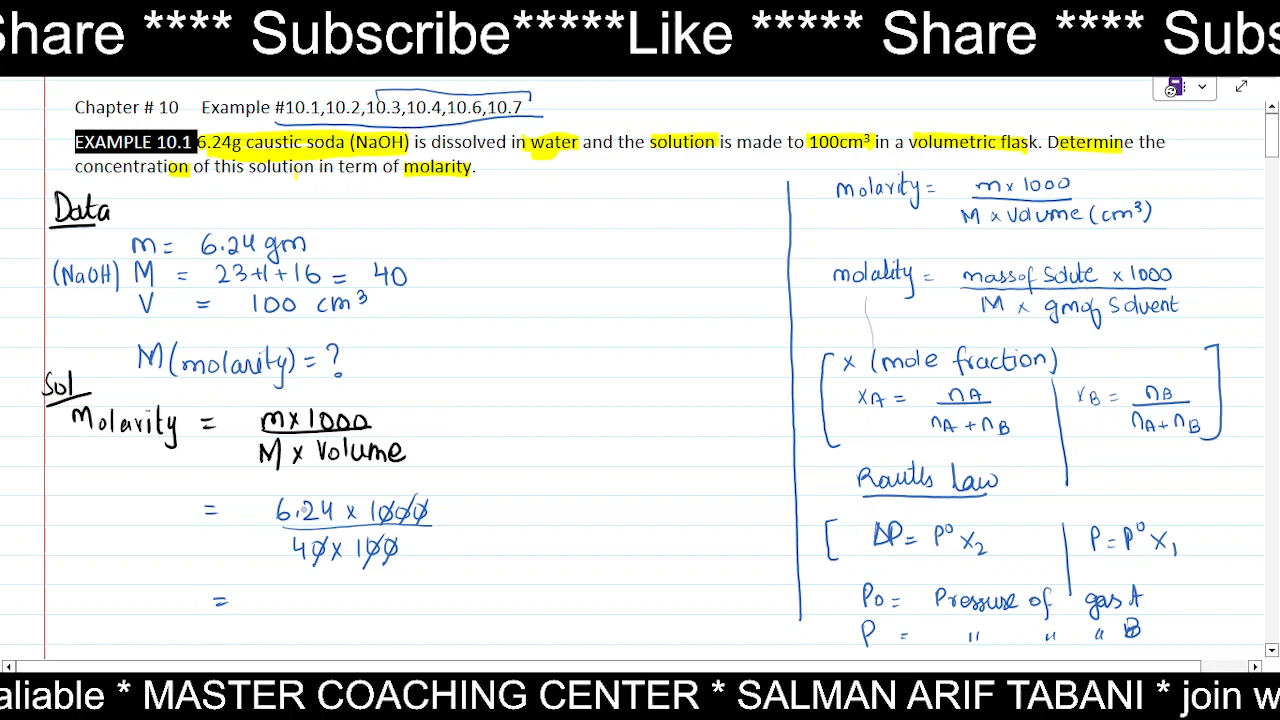 Share **** Subscribe*****Like ***** Share **** Subs
Chapter # 10 Example #10.1,10.2,10.3,10.4,10.6,10.7
EXAMPLE 10.1 6.24g caustic soda (NaOH) is dissolved in water and the solution is made to 100cm³ in a volumetric flask. Determine the
concentration of this solution in term of molarity.
Data
m = 6.24 gm
(NaOH) M = 23+1+16 = 40
V = 100 cm³
M (molarity) = ?
Sol
Molarity = m x 1000
M x Volume
= 6.24 x 1000
40 x 100
=
molarity = m x 1000
M x Volume (cm³)
molality = mass of Solute x 1000
M x gm of Solvent
x (mole fraction)
xA = nA
nA + nB
xB = nB
nA + nB
Raults Law
ΔP = P⁰ X₂
P = P⁰ X₁
P₀ = Pressure of gas A
P = " " " B
aliable * MASTER COACHING CENTER * SALMAN ARIF TABANI * join w